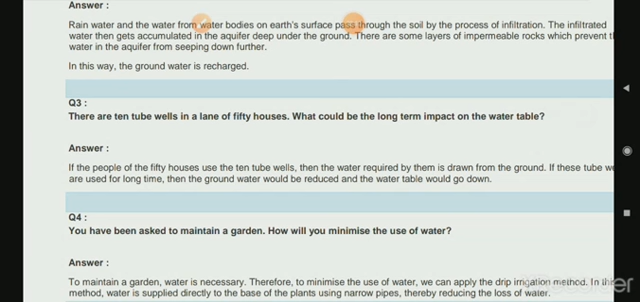 Answer :
Rain water and the water from water bodies on earth's surface pass through the soil by the process of infiltration. The infiltrated
water then gets accumulated in the aquifer deep under the ground. There are some layers of impermeable rocks which prevent
water in the aquifer from seeping down further.
In this way, the ground water is recharged.
Q3 :
There are ten tube wells in a lane of fifty houses. What could be the long term impact on the water table?
Answer :
If the people of the fifty houses use the ten tube wells, then the water required by them is drawn from the ground. If these tube
are used for long time, then the ground water would be reduced and the water table would go down.
Q4 :
You have been asked to maintain a garden. How will you minimise the use of water?
Answer :
To maintain a garden, water is necessary. Therefore, to minimise the use of water, we can apply the drip irrigation method. In this
method, water is supplied directly to the base of the plants using narrow pipes, thereby reducing the loss of water.